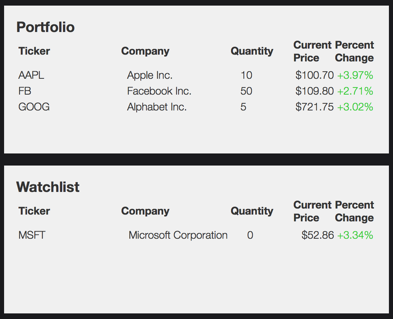 Portfolio
Ticker Company Quantity Current Price Percent Change
AAPL Apple Inc. 10 $100.70 +3.97%
FB Facebook Inc. 50 $109.80 +2.71%
GOOG Alphabet Inc. 5 $721.75 +3.02%
Watchlist
Ticker Company Quantity Current Price Percent Change
MSFT Microsoft Corporation 0 $52.86 +3.34%